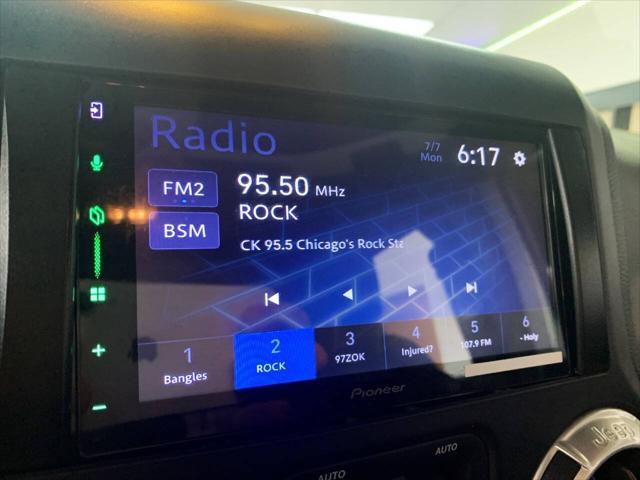 Radio
7/7
Mon
6:17
FM2
95.50 MHz
ROCK
BSM
CK 95.5 Chicago's Rock Sta
1
Bangles
2
ROCK
3
97ZOK
4
Injured?
5
107.9 FM
6
- Holy
Pioneer
AUTO
AUTO
Jeep